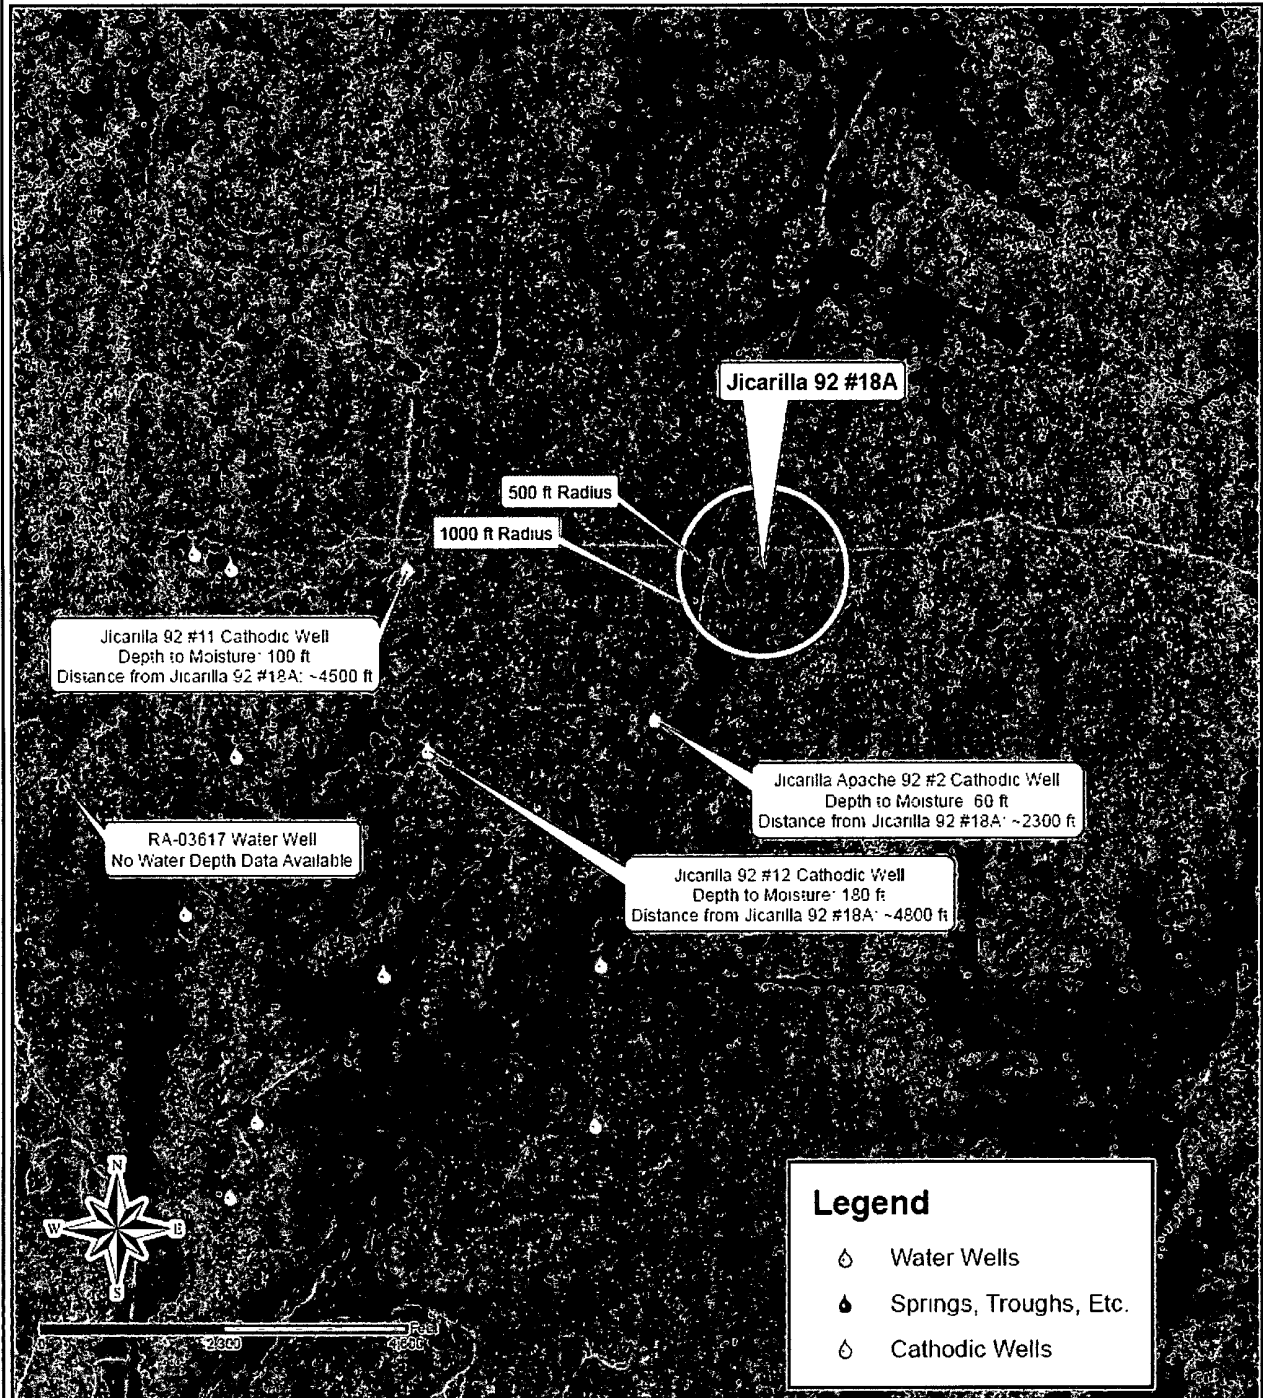 Jicarilla 92 #18A
500 ft Radius
1000 ft Radius
Jicarilla 92 #11 Cathodic Well
Depth to Moisture: 100 ft
Distance from Jicarilla 92 #18A: ~4500 ft
Jicarilla Apache 92 #2 Cathodic Well
Depth to Moisture 60 ft
Distance from Jicarilla 92 #18A: ~2300 ft
RA-03617 Water Well
No Water Depth Data Available
Jicarilla 92 #12 Cathodic Well
Depth to Moisture: 180 ft
Distance from Jicarilla 92 #18A: ~4800 ft
N
W
E
S
Feet
2,300
Legend
Water Wells
Springs, Troughs, Etc.
Cathodic Wells